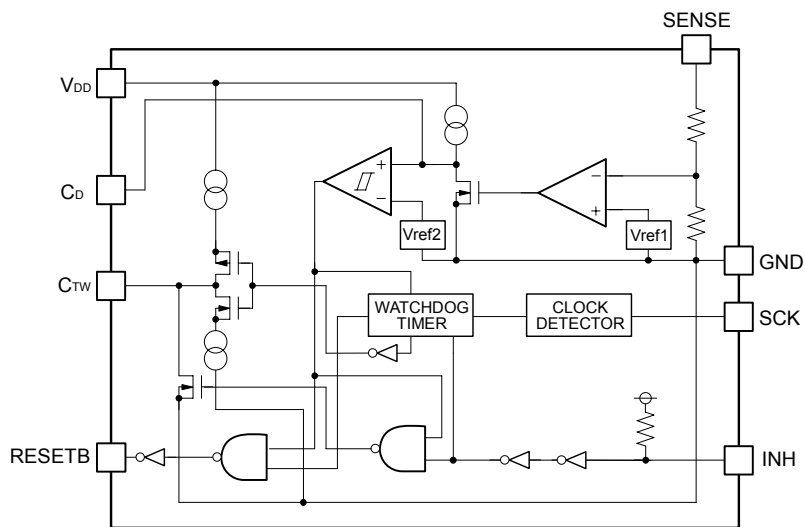 SENSE
VDD
CD
+
−
−
+
Vref2
Vref1
GND
CTW
WATCHDOG
TIMER
CLOCK
DETECTOR
SCK
RESETB
INH